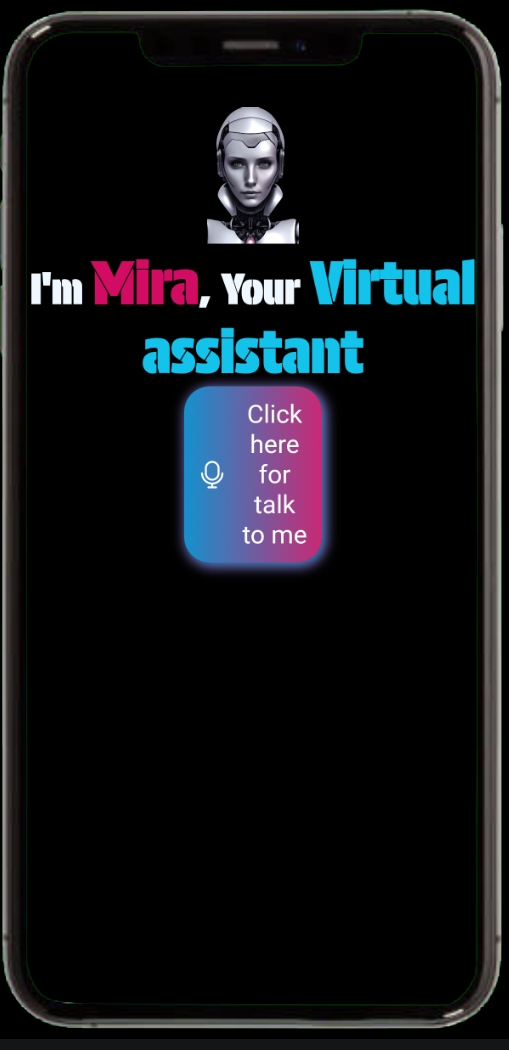 I'm Mira, Your Virtual
assistant
Click
here
for
talk
to me